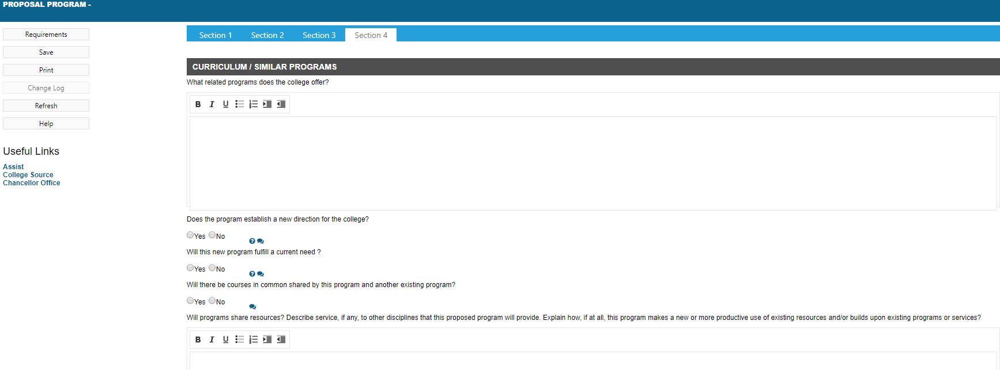 PROPOSAL PROGRAM -
Requirements
Save
Print
Change Log
Refresh
Help
Useful Links
Assist
College Source
Chancellor Office
Section 1 Section 2 Section 3 Section 4
CURRICULUM / SIMILAR PROGRAMS
What related programs does the college offer?
B I U
Does the program establish a new direction for the college?
Yes No
Will this new program fulfill a current need ?
Yes No
Will there be courses in common shared by this program and another existing program?
Yes No
Will programs share resources? Describe service, if any, to other disciplines that this proposed program will provide. Explain how, if at all, this program makes a new or more productive use of existing resources and/or builds upon existing programs or services?
B I U